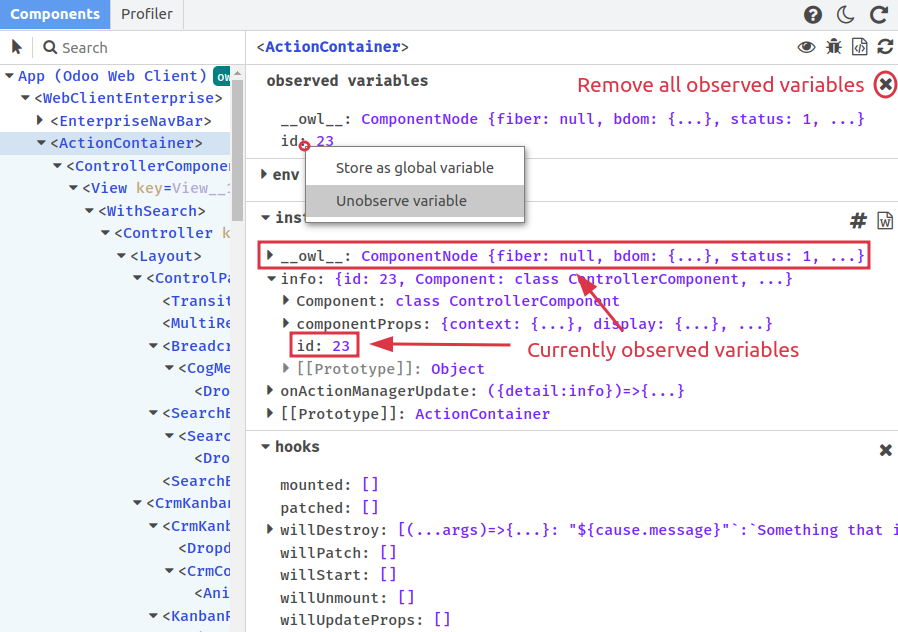 Components Profiler
Search
App (Odoo Web Client) ow
<WebClientEnterprise>
<EnterpriseNavBar>
<ActionContainer>
<ControllerCompone
<View key=View__1
<WithSearch>
<Controller k
<Layout>
<ControlPa
<Transit
<MultiRe
<Breadcr
<CogMe
<Dro
<SearchB
<Searc
<Dro
<SearchB
<CrmKanban
<CrmKanb
<Dropd
<CrmCo
<Ani
<KanbanR
<ActionContainer>
observed variables
Remove all observed variables
__owl__: ComponentNode {fiber: null, bdom: {...}, status: 1, ...}
id: 23
Store as global variable
Unobserve variable
env
inst
# W
__owl__: ComponentNode {fiber: null, bdom: {...}, status: 1, ...}
info: {id: 23, Component: class ControllerComponent, ...}
Component: class ControllerComponent
componentProps: {context: {...}, display: {...}, ...}
id: 23
Currently observed variables
[[Prototype]]: Object
onActionManagerUpdate: ({detail:info})=>{...}
[[Prototype]]: ActionContainer
hooks
mounted: []
patched: []
willDestroy: [(...args)=>{...}: "${cause.message}"`:`Something that i
willPatch: []
willStart: []
willUnmount: []
willUpdateProps: []